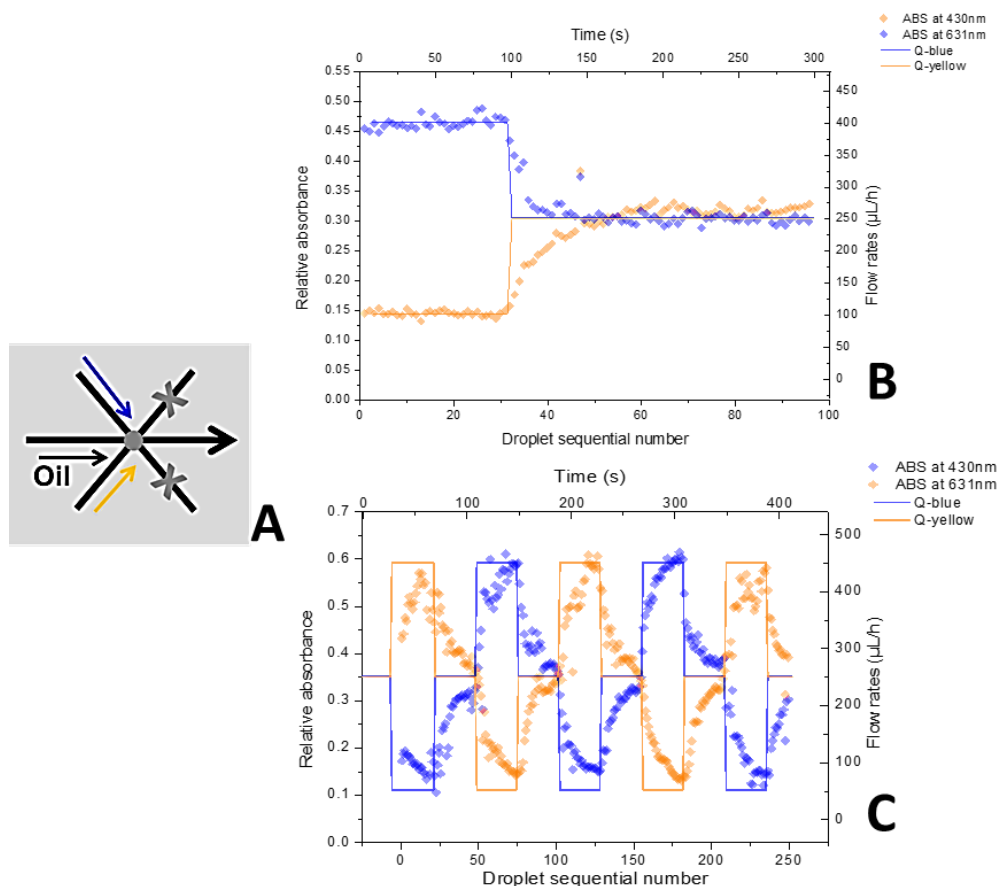 Oil
A
ABS at 430nm
ABS at 631nm
Q-blue
Q-yellow
Time (s)
0 50 100 150 200 250 300
0.55
0.50
0.45
0.40
0.35
0.30
0.25
0.20
0.15
0.10
0.05
0.00
Relative absorbance
450
400
350
300
250
200
150
100
50
0
Flow rates (µL/h)
0 20 40 60 80 100
Droplet sequential number
B
ABS at 430nm
ABS at 631nm
Q-blue
Q-yellow
Time (s)
0 100 200 300 400
0.7
0.6
0.5
0.4
0.3
0.2
0.1
0.0
Relative absorbance
500
400
300
200
100
0
Flow rates (µL/h)
0 50 100 150 200 250
Droplet sequential number
C